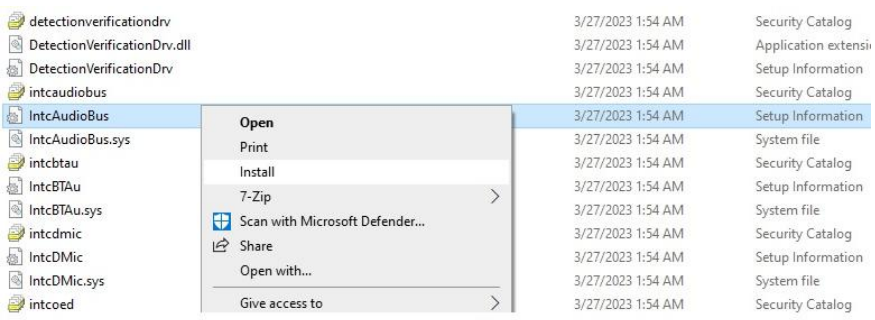 detectionverificationdrv 3/27/2023 1:54 AM Security Catalog
DetectionVerificationDrv.dll 3/27/2023 1:54 AM Application extensi
DetectionVerificationDrv 3/27/2023 1:54 AM Setup Information
intcaudiobus 3/27/2023 1:54 AM Security Catalog
IntcAudioBus 3/27/2023 1:54 AM Setup Information
IntcAudioBus.sys 3/27/2023 1:54 AM System file
intcbtau 3/27/2023 1:54 AM Security Catalog
IntcBTAu 3/27/2023 1:54 AM Setup Information
IntcBTAu.sys 3/27/2023 1:54 AM System file
intcdmic 3/27/2023 1:54 AM Security Catalog
IntcDMic 3/27/2023 1:54 AM Setup Information
IntcDMic.sys 3/27/2023 1:54 AM System file
intcoed 3/27/2023 1:54 AM Security Catalog
Open
Print
Install
7-Zip
Scan with Microsoft Defender...
Share
Open with...
Give access to